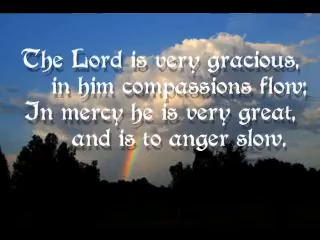 The Lord is very gracious,
in him compassions flow;
In mercy he is very great,
and is to anger slow.